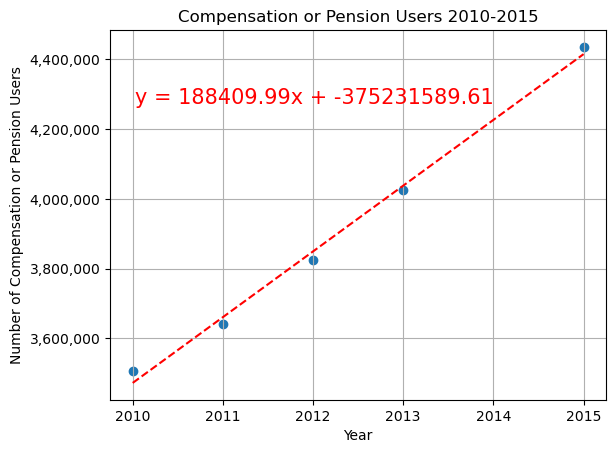 Compensation or Pension Users 2010-2015
4,400,000
y = 188409.99x + -375231589.61
4,200,000
4,000,000
3,800,000
3,600,000
Number of Compensation or Pension Users
2010 2011 2012 2013 2014 2015
Year